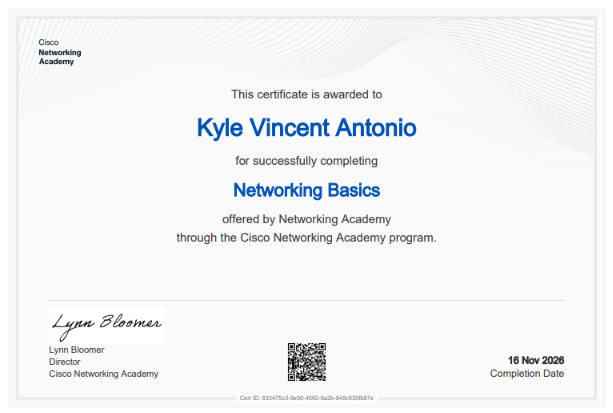 Cisco
Networking
Academy
This certificate is awarded to
Kyle Vincent Antonio
for successfully completing
Networking Basics
offered by Networking Academy
through the Cisco Networking Academy program.
Lynn Bloomer
Lynn Bloomer
Director
Cisco Networking Academy
16 Nov 2026
Completion Date
Cert ID: